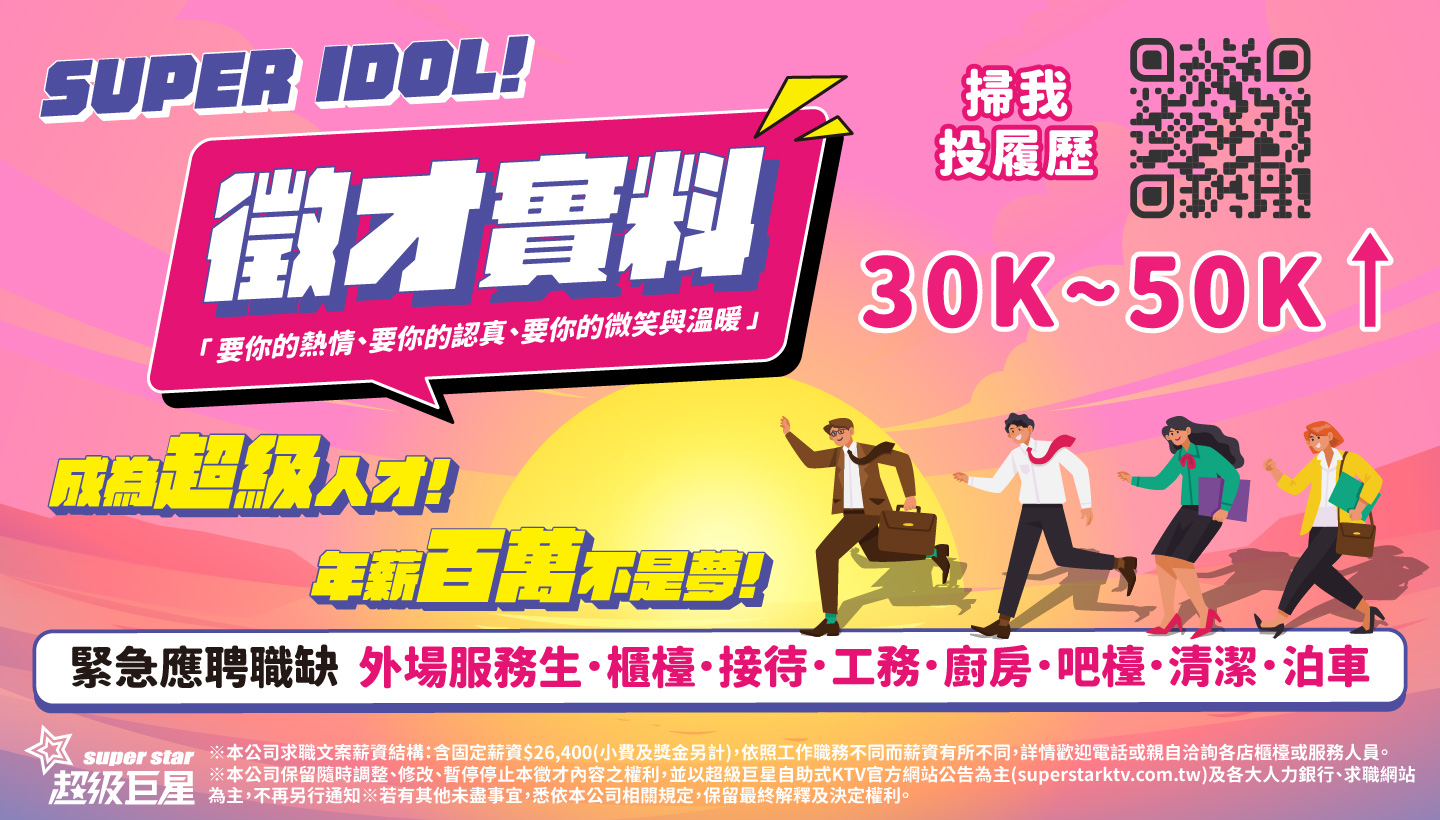 SUPER IDOL!
徵才實料
「要你的熱情、要你的認真、要你的微笑與溫暖」
掃我
投履歷
30K~50K↑
成為超級人才!
年薪百萬不是夢!
緊急應聘職缺 外場服務生·櫃檯·接待·工務·廚房·吧檯·清潔·泊車
super star
超級巨星
※本公司求職文案薪資結構：含固定薪資$26,400(小費及獎金另計)，依照工作職務不同而薪資有所不同，詳情歡迎電話或親自洽詢各店櫃檯或服務人員。
※本公司保留隨時調整、修改、暫停停止本徵才內容之權利，並以超級巨星自助式KTV官方網站公告為主(superstarktv.com.tw)及各大人力銀行、求職網站
為主，不再另行通知※若有其他未盡事宜，悉依本公司相關規定，保留最終解釋及決定權利。